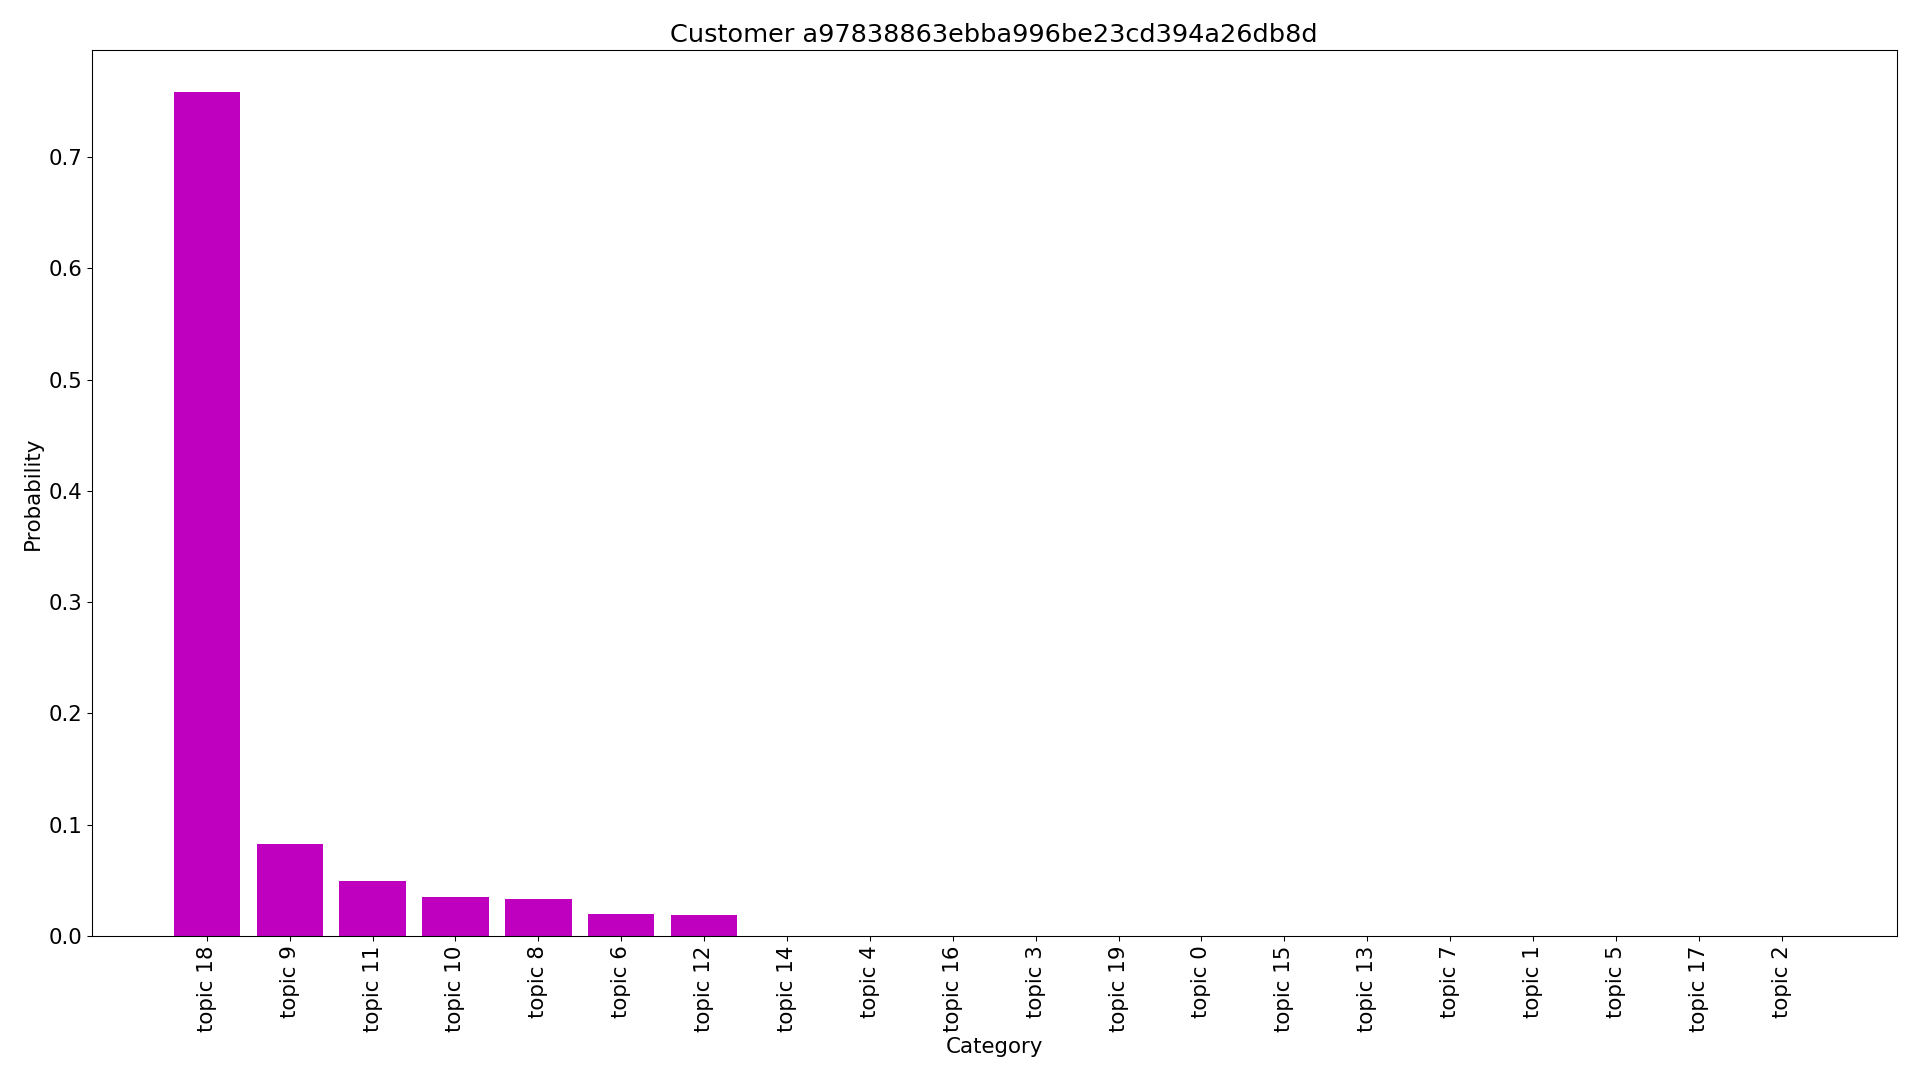 Customer a97838863ebba996be23cd394a26db8d
Probability
0.7
0.6
0.5
0.4
0.3
0.2
0.1
0.0
topic 18
topic 9
topic 11
topic 10
topic 8
topic 6
topic 12
topic 14
topic 4
topic 16
topic 3
topic 19
topic 0
topic 15
topic 13
topic 7
topic 1
topic 5
topic 17
topic 2
Category